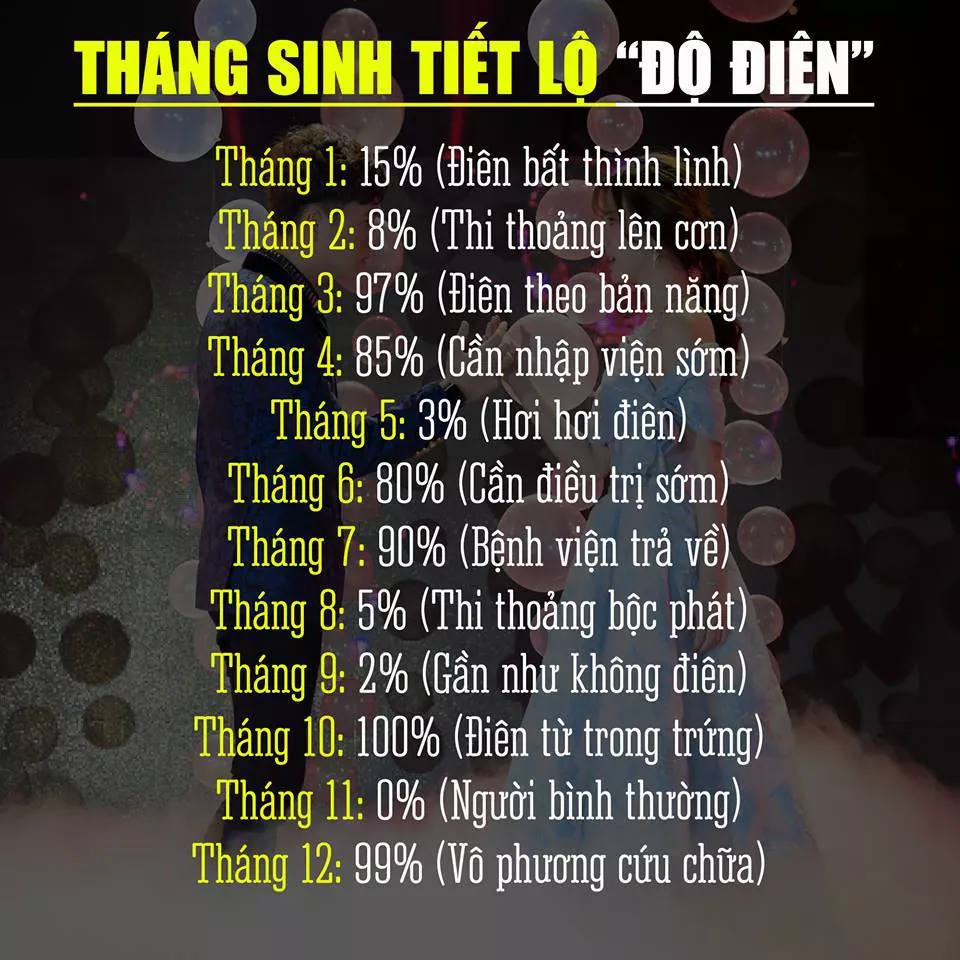 THÁNG SINH TIẾT LỘ “ĐỘ ĐIÊN”
Tháng 1: 15% (Điên bất thình lình)
Tháng 2: 8% (Thi thoảng lên cơn)
Tháng 3: 97% (Điên theo bản năng)
Tháng 4: 85% (Cần nhập viện sớm)
Tháng 5: 3% (Hơi hơi điên)
Tháng 6: 80% (Cần điều trị sớm)
Tháng 7: 90% (Bệnh viện trả về)
Tháng 8: 5% (Thi thoảng bộc phát)
Tháng 9: 2% (Gần như không điên)
Tháng 10: 100% (Điên từ trong trứng)
Tháng 11: 0% (Người bình thường)
Tháng 12: 99% (Vô phương cứu chữa)